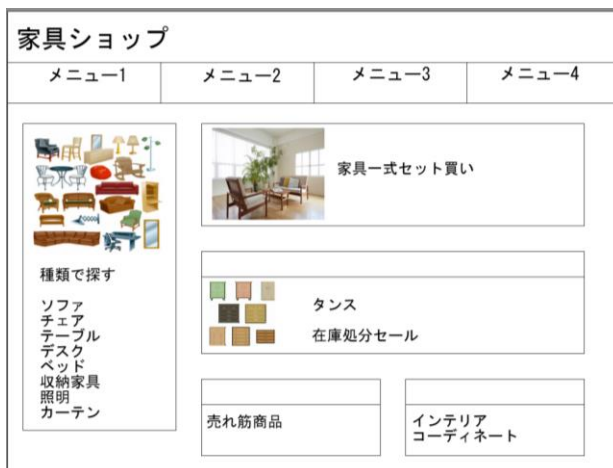 家具ショップ
メニュー1
メニュー2
メニュー3
メニュー4
種類で探す
ソファ
チェア
テーブル
デスク
ベッド
収納家具
照明
カーテン
家具一式セット買い
タンス
在庫処分セール
売れ筋商品
インテリア
コーディネート